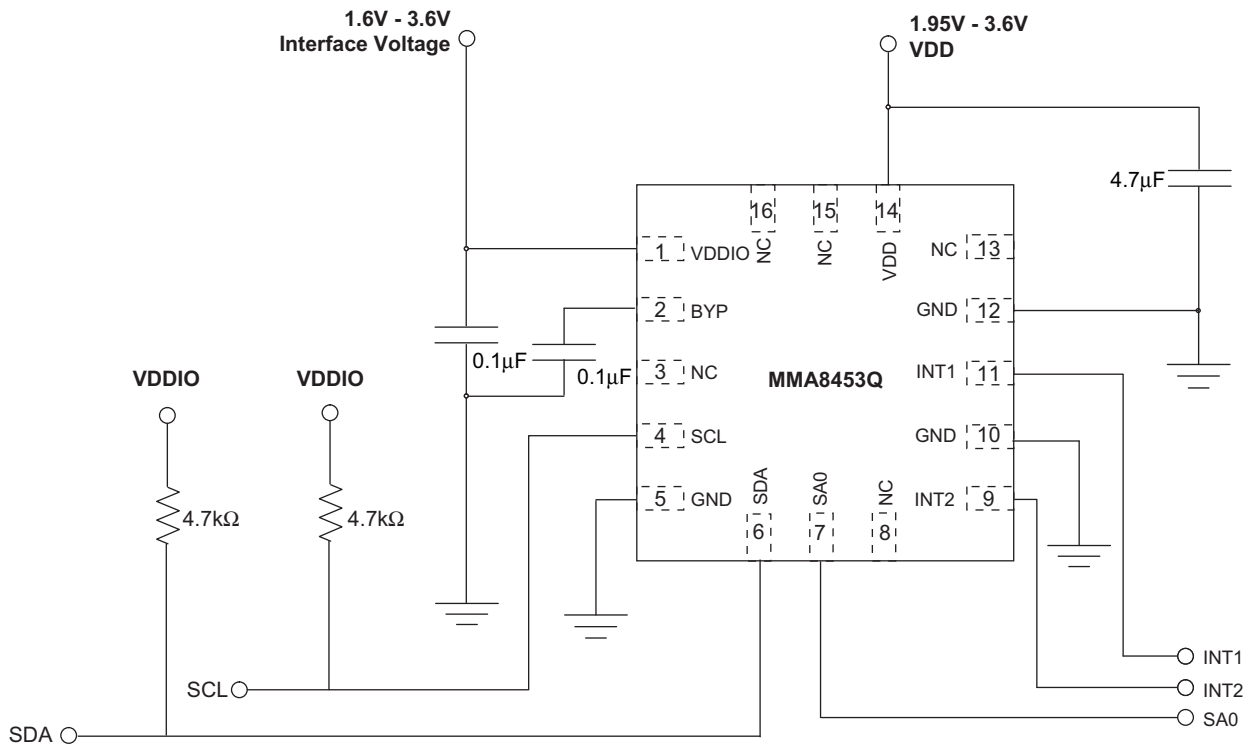 1.6V - 3.6V
Interface Voltage
1.95V - 3.6V
VDD
4.7µF
16
15
14
NC
NC
VDD
1
VDDIO
NC
13
2
BYP
GND
12
0.1µF
0.1µF
3
NC
MMA8453Q
INT1
11
VDDIO
VDDIO
4
SCL
GND
10
5
GND
SDA
SA0
NC
INT2
9
6
7
8
4.7kΩ
4.7kΩ
INT1
SCL
INT2
SA0
SDA